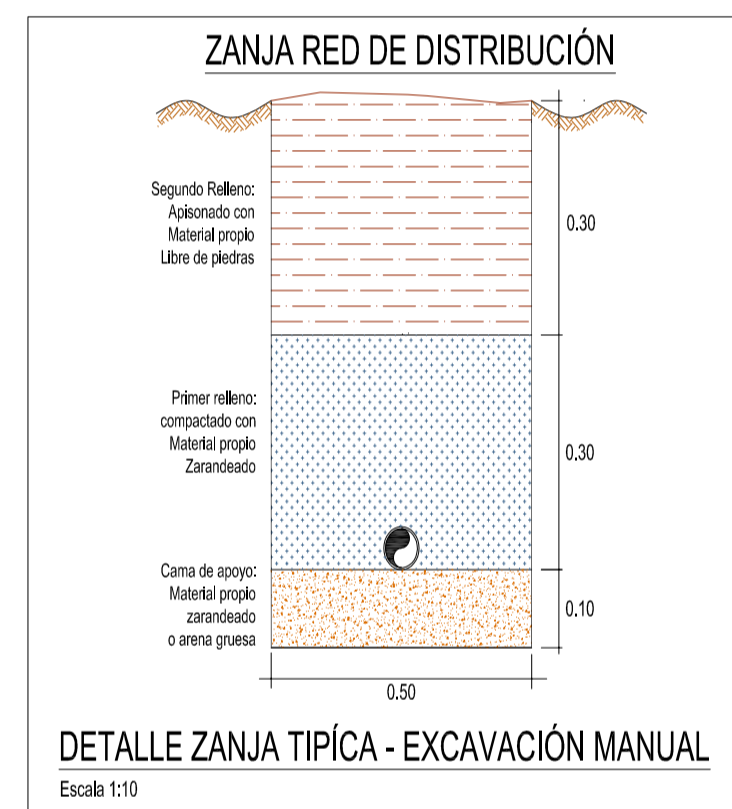 ZANJA RED DE DISTRIBUCIÓN
Segundo Relleno:
Apisonado con
Material propio
Libre de piedras
0.30
Primer relleno:
compactado con
Material propio
Zarandeado
0.30
Cama de apoyo:
Material propio
zarandeado
o arena gruesa
0.10
0.50
DETALLE ZANJA TIPÍCA - EXCAVACIÓN MANUAL
Escala 1:10